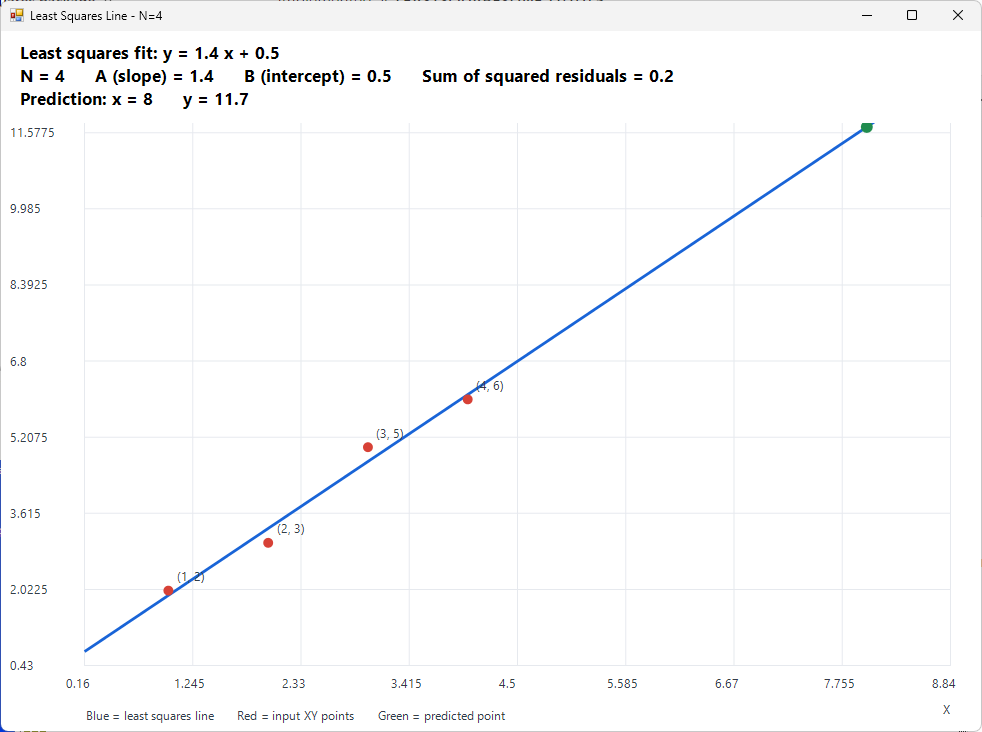 Least Squares Line - N=4
Least squares fit: y = 1.4 x + 0.5
N = 4 A (slope) = 1.4 B (intercept) = 0.5 Sum of squared residuals = 0.2
Prediction: x = 8 y = 11.7
11.5775
9.985
8.3925
6.8
(4, 6)
5.2075
(3, 5)
3.615
(2, 3)
2.0225
(1, 2)
0.43
0.16 1.245 2.33 3.415 4.5 5.585 6.67 7.755 8.84
X
Blue = least squares line Red = input XY points Green = predicted point